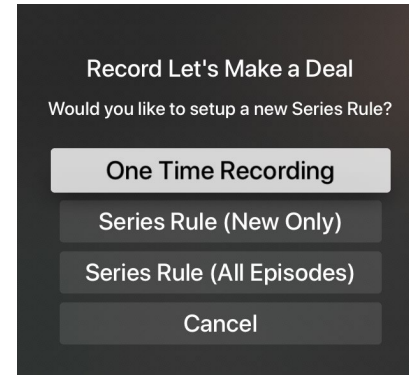 Record Let's Make a Deal
Would you like to setup a new Series Rule?
One Time Recording
Series Rule (New Only)
Series Rule (All Episodes)
Cancel